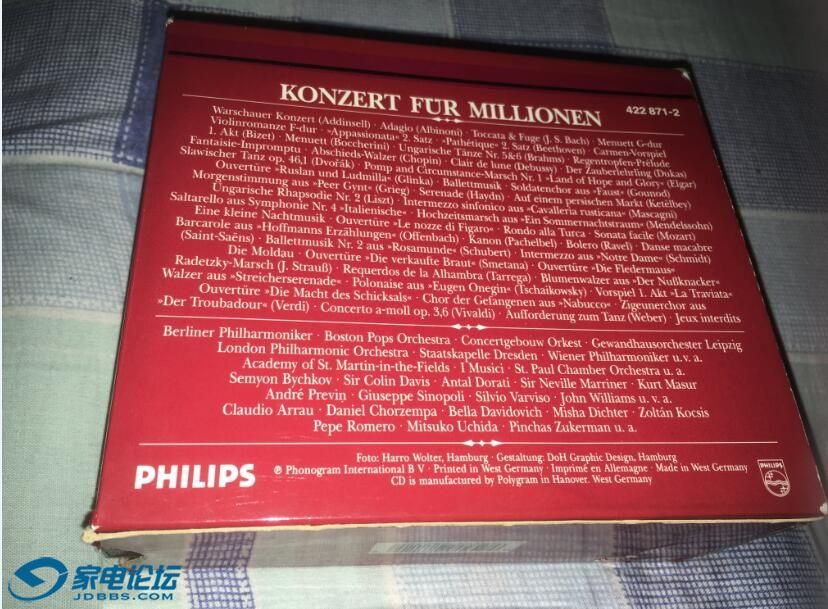 KONZERT FÜR MILLIONEN
422 871-2
Warschauer Konzert (Addinsell) · Adagio (Albinoni) · Toccata & Fuge (J. S. Bach) · Menuett G-dur
Violinromanze F-dur · »Appassionata« 2. Satz · »Pathétique« 2. Satz (Beethoven) · Carmen-Vorspiel
1. Akt (Bizet) · Menuett (Boccherini) · Ungarische Tänze Nr. 5&6 (Brahms) · Regentropfen-Prélude
Fantaisie-Impromptu · Abschieds-Walzer (Chopin) · Clair de lune (Debussy) · Der Zauberlehrling (Dukas)
Slawischer Tanz op. 46,1 (Dvořák) · Pomp and Circumstance-Marsch Nr. 1 »Land of Hope and Glory« (Elgar)
Ouvertüre »Ruslan und Ludmilla« (Glinka) · Ballettmusik · Soldatenchor aus »Faust« (Gounod)
Morgenstimmung aus »Peer Gynt« (Grieg) · Serenade (Haydn) · Auf einem persischen Markt (Ketèlbey)
Ungarische Rhapsodie Nr. 2 (Liszt) · Intermezzo sinfonico aus »Cavalleria rusticana« (Mascagni)
Saltarello aus Symphonie Nr. 4 »Italienische« · Hochzeitsmarsch aus »Ein Sommernachtstraum« (Mendelssohn)
Eine kleine Nachtmusik · Ouvertüre »Le nozze di Figaro« · Rondo alla Turca · Sonata facile (Mozart)
Barcarole aus »Hoffmanns Erzählungen« (Offenbach) · Kanon (Pachelbel) · Bolero (Ravel) · Danse macabre
(Saint-Saëns) · Ballettmusik Nr. 2 aus »Rosamunde« (Schubert) · Intermezzo aus »Notre Dame« (Schmidt)
Die Moldau · Ouvertüre »Die verkaufte Braut« (Smetana) · Ouvertüre »Die Fledermaus«
Radetzky-Marsch (J. Strauß) · Requerdos de la Alhambra (Tarrega) · Blumenwalzer aus »Der Nußknacker«
Walzer aus »Streicherserenade« · Polonaise aus »Eugen Onegin« (Tschaikowsky) · Vorspiel 1. Akt »La Traviata«
Ouvertüre »Die Macht des Schicksals« · Chor der Gefangenen aus »Nabucco« · Zigeunerchor aus
»Der Troubadour« (Verdi) · Concerto a-moll op. 3,6 (Vivaldi) · Aufforderung zum Tanz (Weber) · Jeux interdits
Berliner Philharmoniker · Boston Pops Orchestra · Concertgebouw Orkest · Gewandhausorchester Leipzig
London Philharmonic Orchestra · Staatskapelle Dresden · Wiener Philharmoniker u. v. a.
Academy of St. Martin-in-the-Fields · I Musici · St. Paul Chamber Orchestra u. a.
Semyon Bychkov · Sir Colin Davis · Antal Dorati · Sir Neville Marriner · Kurt Masur
André Previn · Giuseppe Sinopoli · Silvio Varviso · John Williams u. v. a.
Claudio Arrau · Daniel Chorzempa · Bella Davidovich · Misha Dichter · Zoltán Kocsis
Pepe Romero · Mitsuko Uchida · Pinchas Zukerman u. a.
PHILIPS
Foto: Harro Wolter, Hamburg · Gestaltung: DoH Graphic Design, Hamburg
℗ Phonogram International B V · Printed in West Germany · Imprimé en Allemagne · Made in West Germany
CD is manufactured by Polygram in Hanover. West Germany
PHILIPS
家电论坛
JDBBS.COM